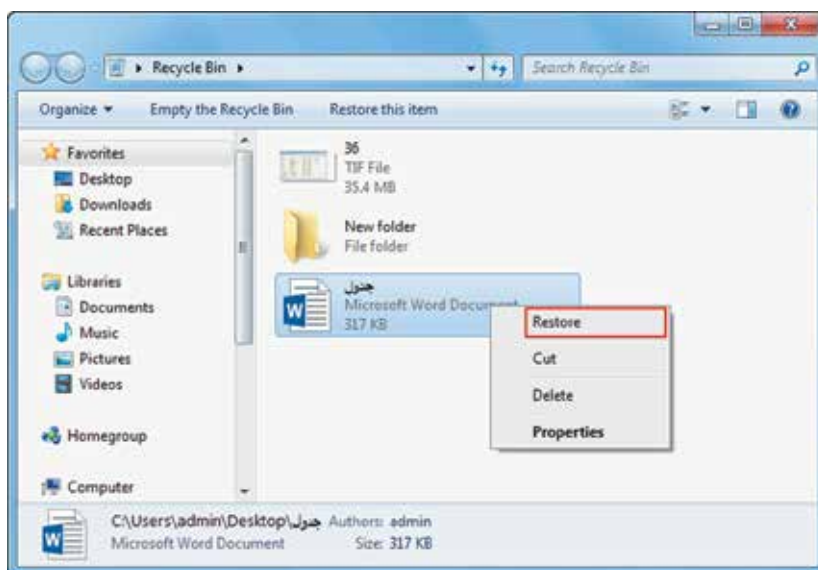 Recycle Bin
Search Recycle Bin
Organize
Empty the Recycle Bin
Restore this item
Favorites
Desktop
Downloads
Recent Places
Libraries
Documents
Music
Pictures
Videos
Homegroup
Computer
36
TIF File
35.4 MB
New folder
File folder
جدول
Microsoft Word Document
317 KB
Restore
Cut
Delete
Properties
C:\Users\admin\Desktop\جدول Authors: admin
Microsoft Word Document Size: 317 KB